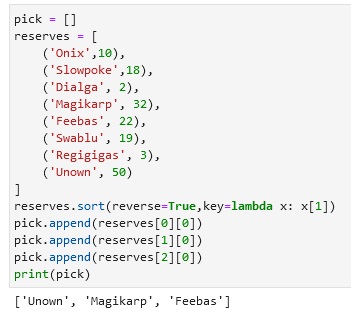 pick = []
reserves = [
    ('Onix',10),
    ('Slowpoke',18),
    ('Dialga', 2),
    ('Magikarp', 32),
    ('Feebas', 22),
    ('Swablu', 19),
    ('Regigigas', 3),
    ('Unown', 50)
]
reserves.sort(reverse=True,key=lambda x: x[1])
pick.append(reserves[0][0])
pick.append(reserves[1][0])
pick.append(reserves[2][0])
print(pick)
['Unown', 'Magikarp', 'Feebas']